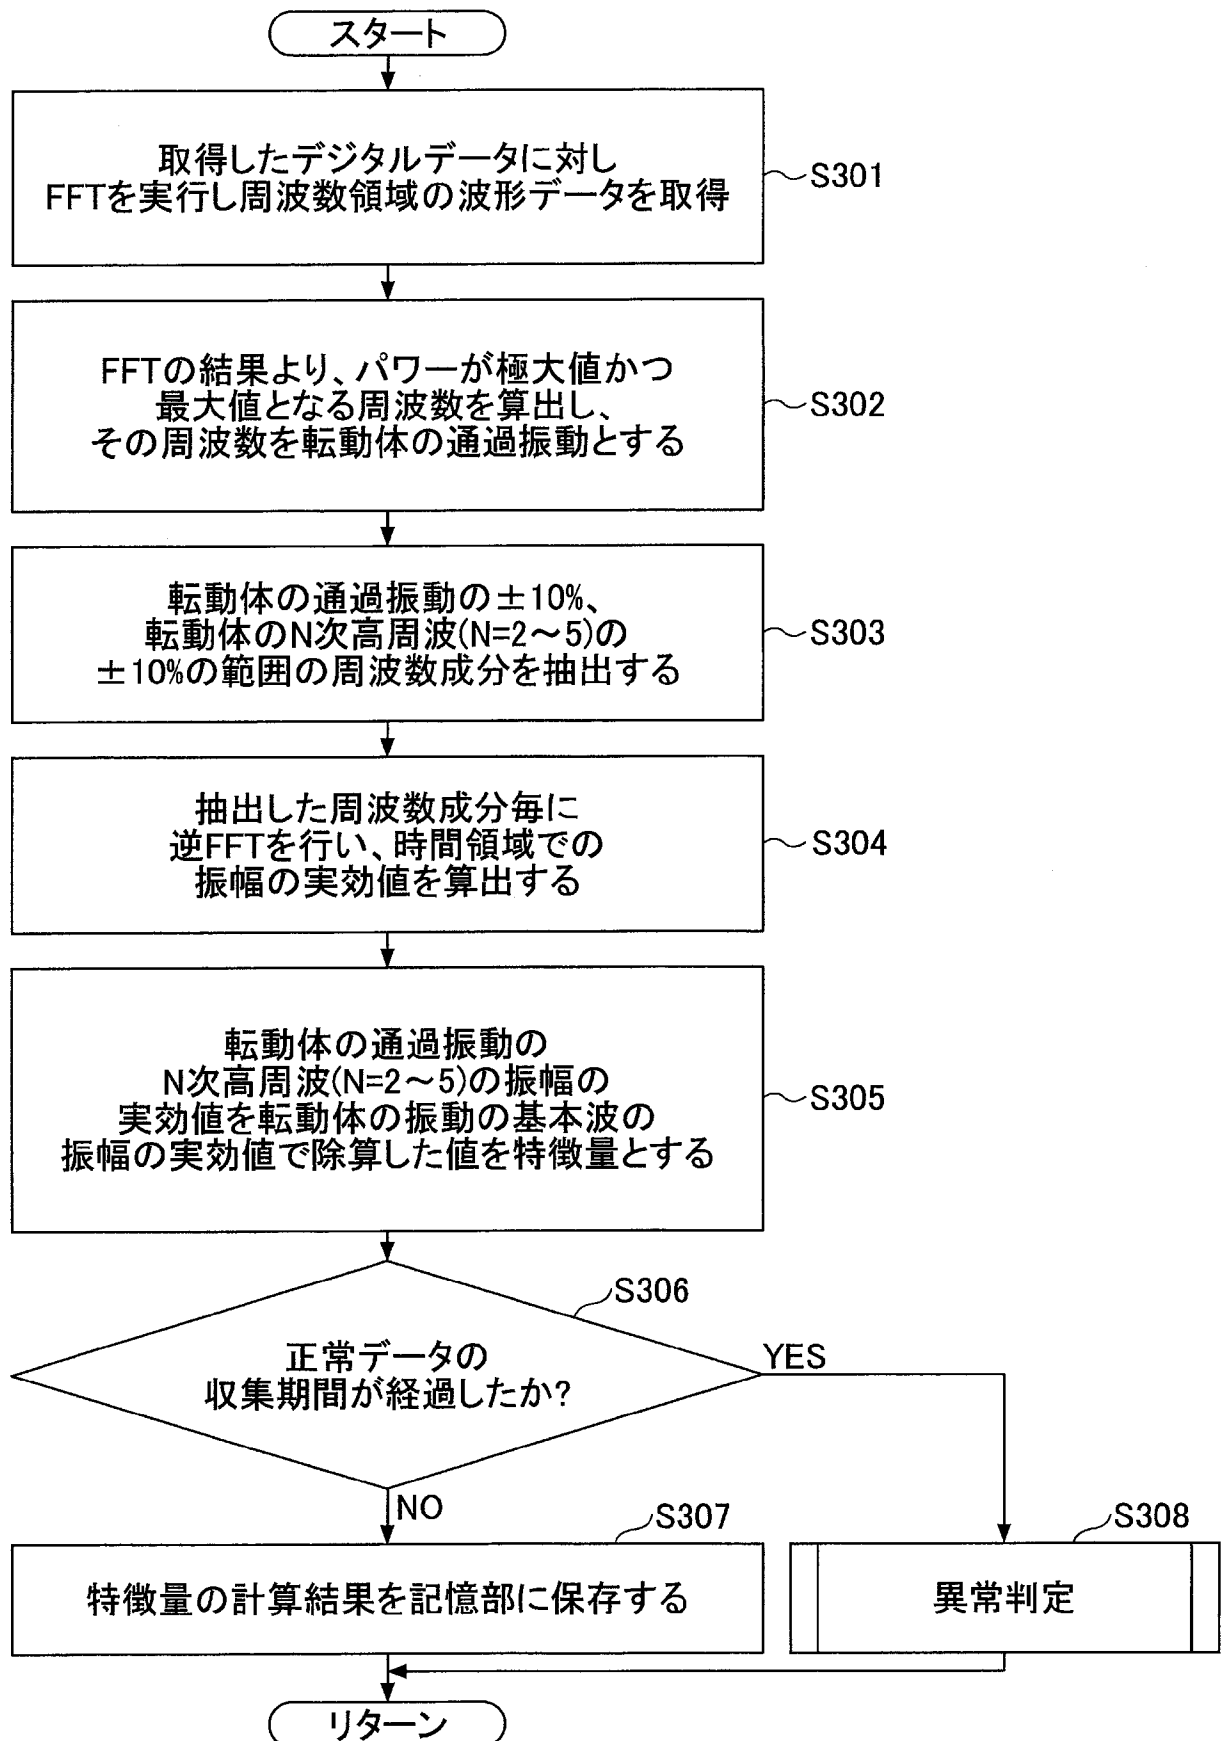 スタート
取得したデジタルデータに対し
FFTを実行し周波数領域の波形データを取得
S301
FFTの結果より、パワーが極大値かつ
最大値となる周波数を算出し、
その周波数を転動体の通過振動とする
S302
転動体の通過振動の±10%、
転動体のN次高周波(N=2～5)の
±10%の範囲の周波数成分を抽出する
S303
抽出した周波数成分毎に
逆FFTを行い、時間領域での
振幅の実効値を算出する
S304
転動体の通過振動の
N次高周波(N=2～5)の振幅の
実効値を転動体の振動の基本波の
振幅の実効値で除算した値を特徴量とする
S305
S306
正常データの
収集期間が経過したか?
YES
NO
S307
特徴量の計算結果を記憶部に保存する
S308
異常判定
リターン